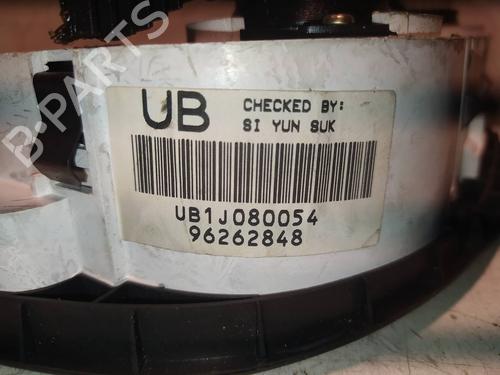 B-PARTS
UB
CHECKED BY:
SI YUN SUK
UB1J080054
96262848